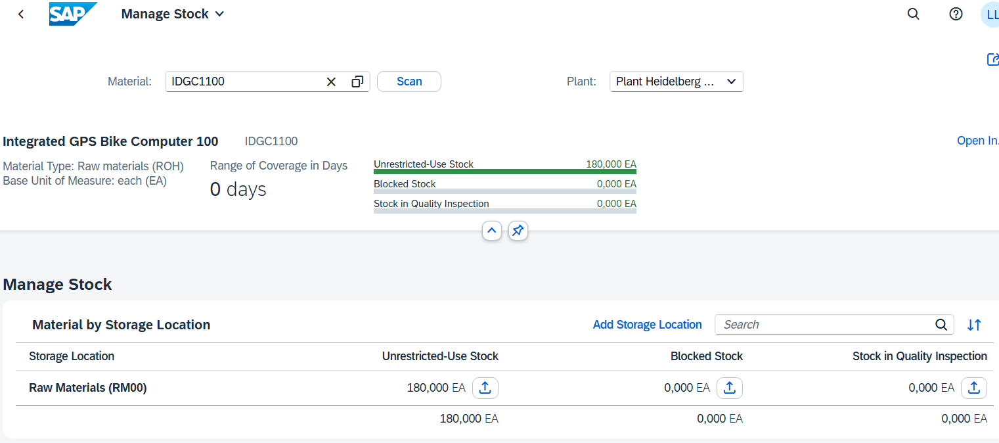 SAP Manage Stock LL
Material: IDGC1100 Scan Plant: Plant Heidelberg ...
Integrated GPS Bike Computer 100 IDGC1100 Open In.
Material Type: Raw materials (ROH) Range of Coverage in Days Unrestricted-Use Stock 180,000 EA
Base Unit of Measure: each (EA) 0 days Blocked Stock 0,000 EA
Stock in Quality Inspection 0,000 EA
Manage Stock
Material by Storage Location Add Storage Location Search
Storage Location Unrestricted-Use Stock Blocked Stock Stock in Quality Inspection
Raw Materials (RM00) 180,000 EA 0,000 EA 0,000 EA
180,000 EA 0,000 EA 0,000 EA